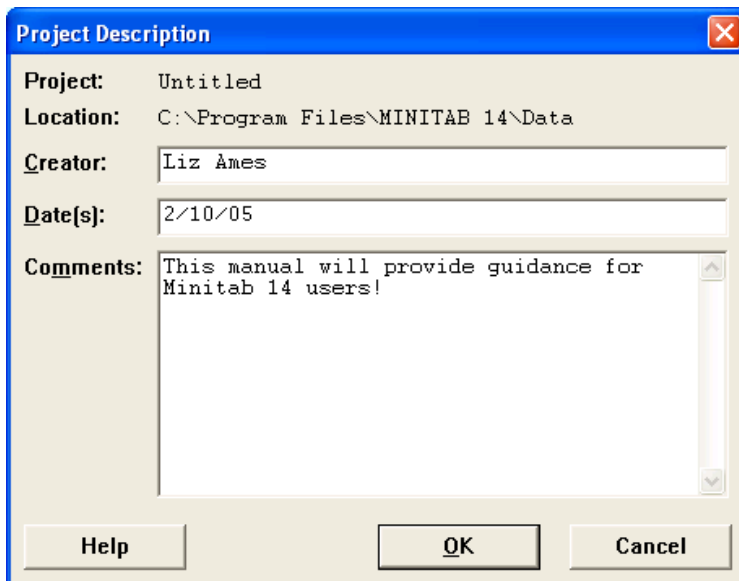 Project Description
Project: Untitled
Location: C:\Program Files\MINITAB 14\Data
Creator: Liz Ames
Date(s): 2/10/05
Comments: This manual will provide guidance for
Minitab 14 users!
Help OK Cancel